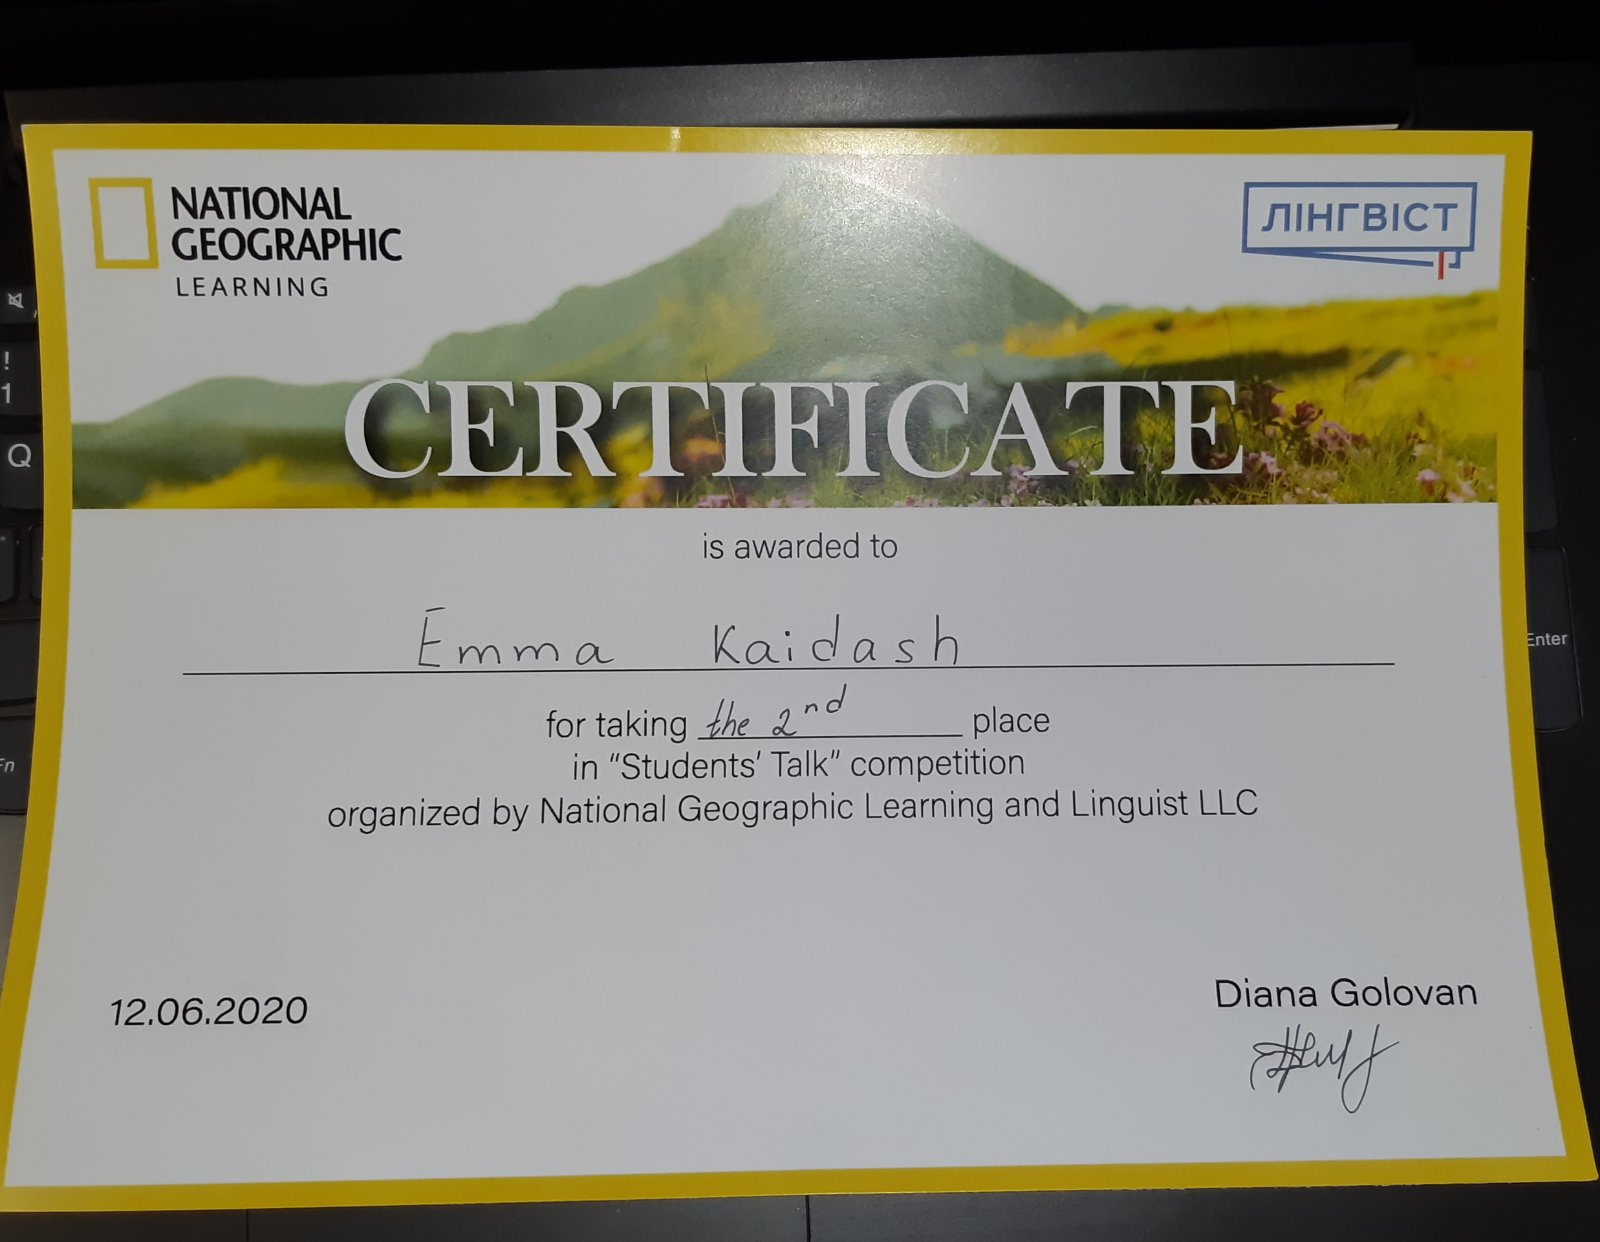 NATIONAL
GEOGRAPHIC
LEARNING
ЛІНГВІСТ
CERTIFICATE
is awarded to
Emma Kaidash
for taking the 2nd place
in “Students’ Talk” competition
organized by National Geographic Learning and Linguist LLC
12.06.2020
Diana Golovan
!
1
Q
Fn
Enter